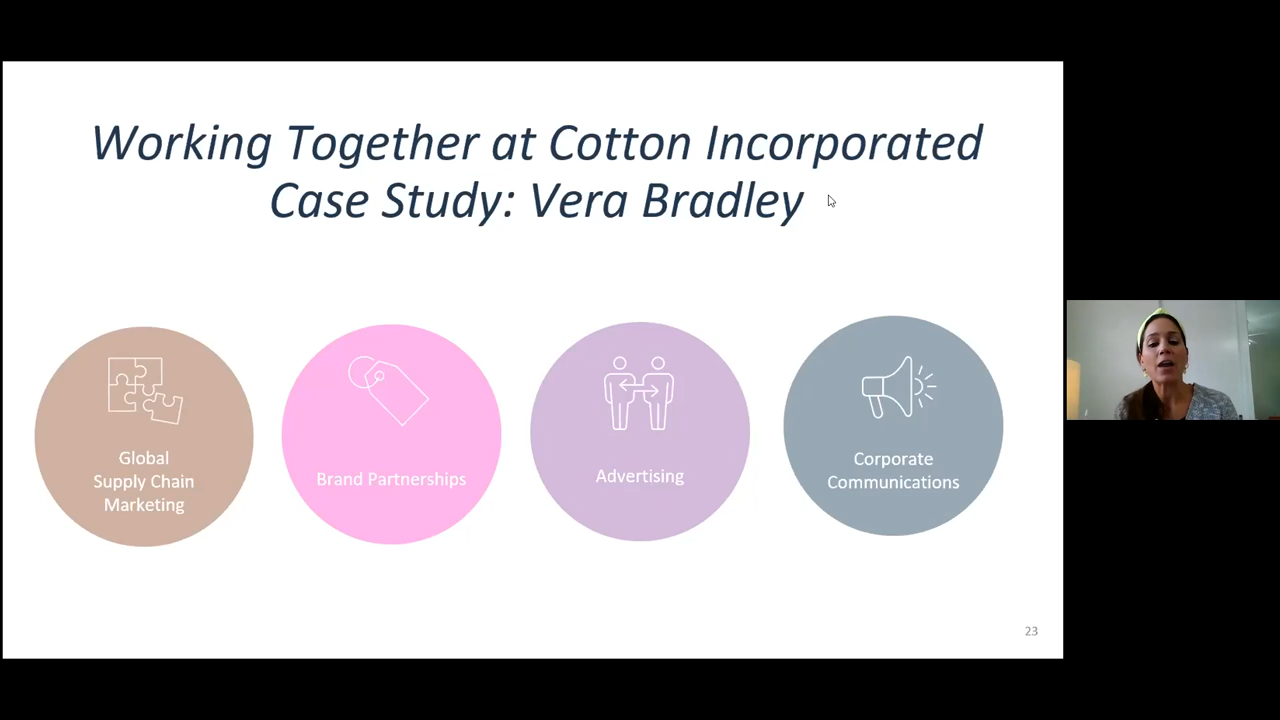 Working Together at Cotton Incorporated
Case Study: Vera Bradley
Global
Supply Chain
Marketing
Brand Partnerships
Advertising
Corporate
Communications
23